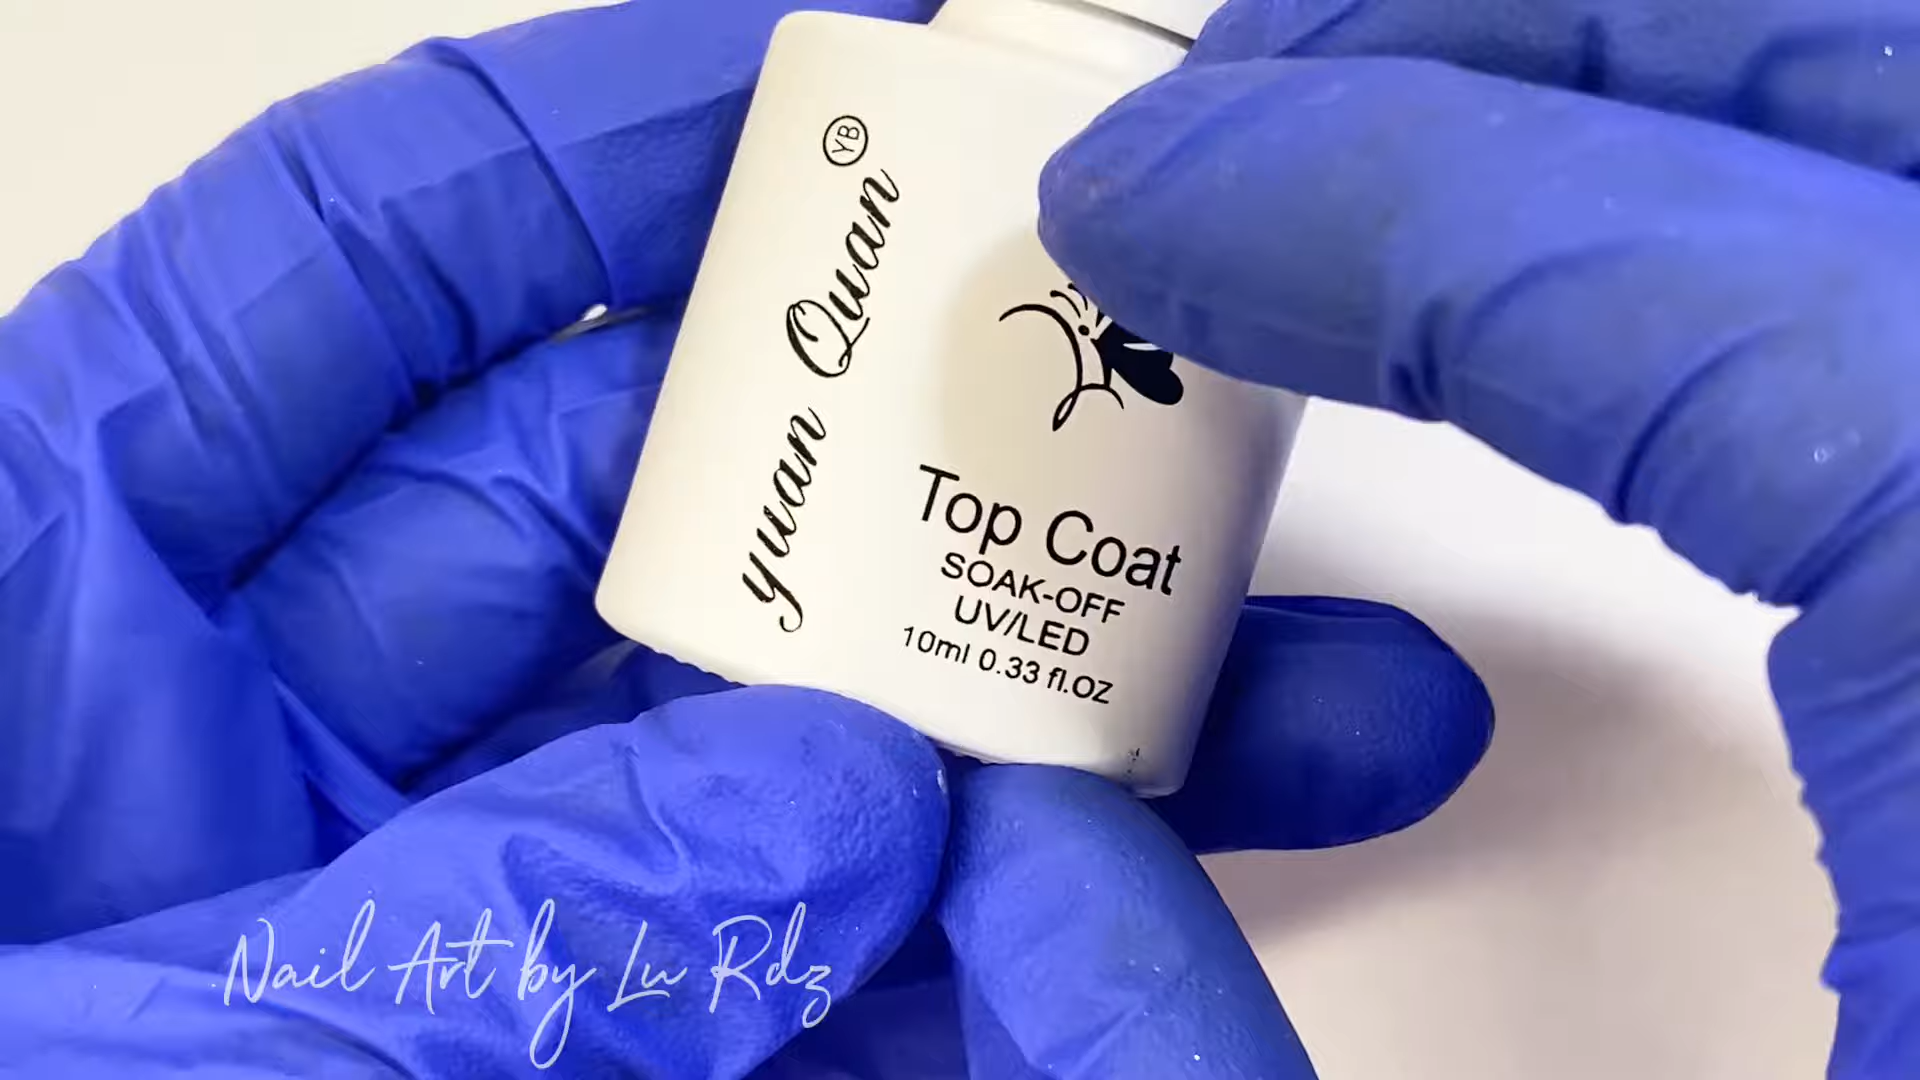 yuan Quan YB
Top Coat
SOAK-OFF
UV/LED
10ml 0.33 fl.oz
Nail Art by Lu Rdz